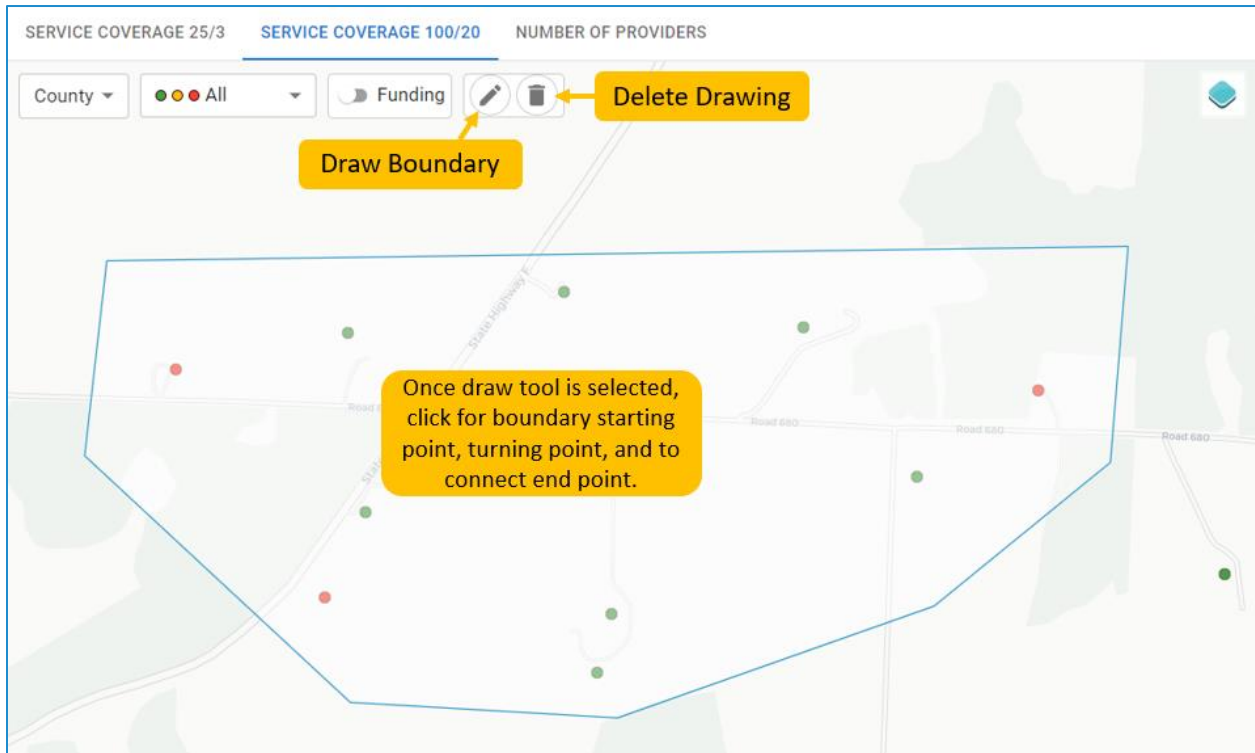 SERVICE COVERAGE 25/3 SERVICE COVERAGE 100/20 NUMBER OF PROVIDERS
County All Funding Delete Drawing
Draw Boundary
State Highway F
Once draw tool is selected,
click for boundary starting
point, turning point, and to
connect end point.
Road 6
Road 680
Road 680
Road 680
Stat